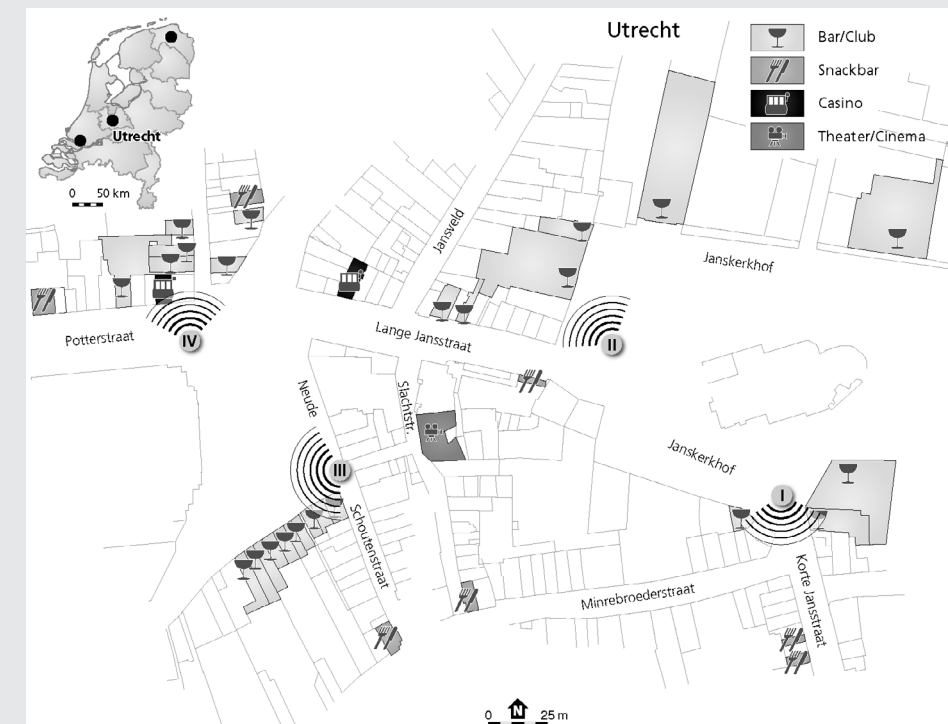 Utrecht
Bar/Club
Snackbar
Casino
Theater/Cinema
Utrecht
0 50 km
Jansveld
Janskerkhof
Potterstraat
IV
Lange Jansstraat
II
Neude
Slachtstr.
Janskerkhof
III
I
Schoutenstraat
Korte Jansstraat
Minrebroederstraat
0 N 25 m